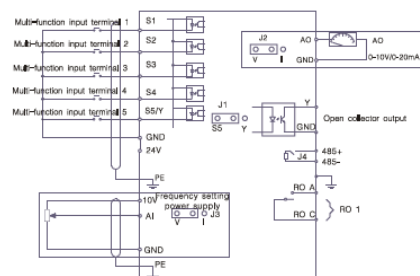 Multi-function input terminal 1
S1
Multi-function input terminal 2
S2
Multi-function input terminal 3
S3
Multi-function input terminal 4
S4
Multi-function input terminal 5
S5/Y
GND
24V
PE
J1
S5 Y
J2
V I
AO
AO
GND
0-10V/0-20mA
Y
GND
Open collector output
J4
485+
485-
RO A
RO C
RO 1
Frequency setting
power supply
10V
AI
V I
J3
GND
PE